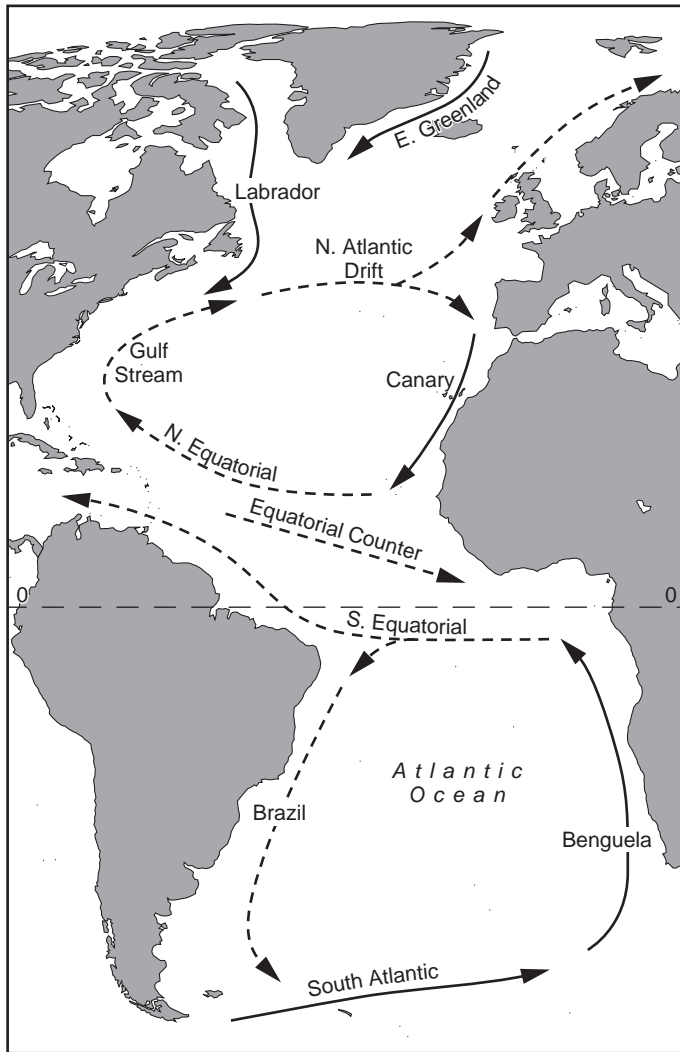 E. Greenland
Labrador
N. Atlantic
Drift
Gulf
Stream
Canary
N. Equatorial
Equatorial Counter
0
0
S. Equatorial
Atlantic
Ocean
Brazil
Benguela
South Atlantic